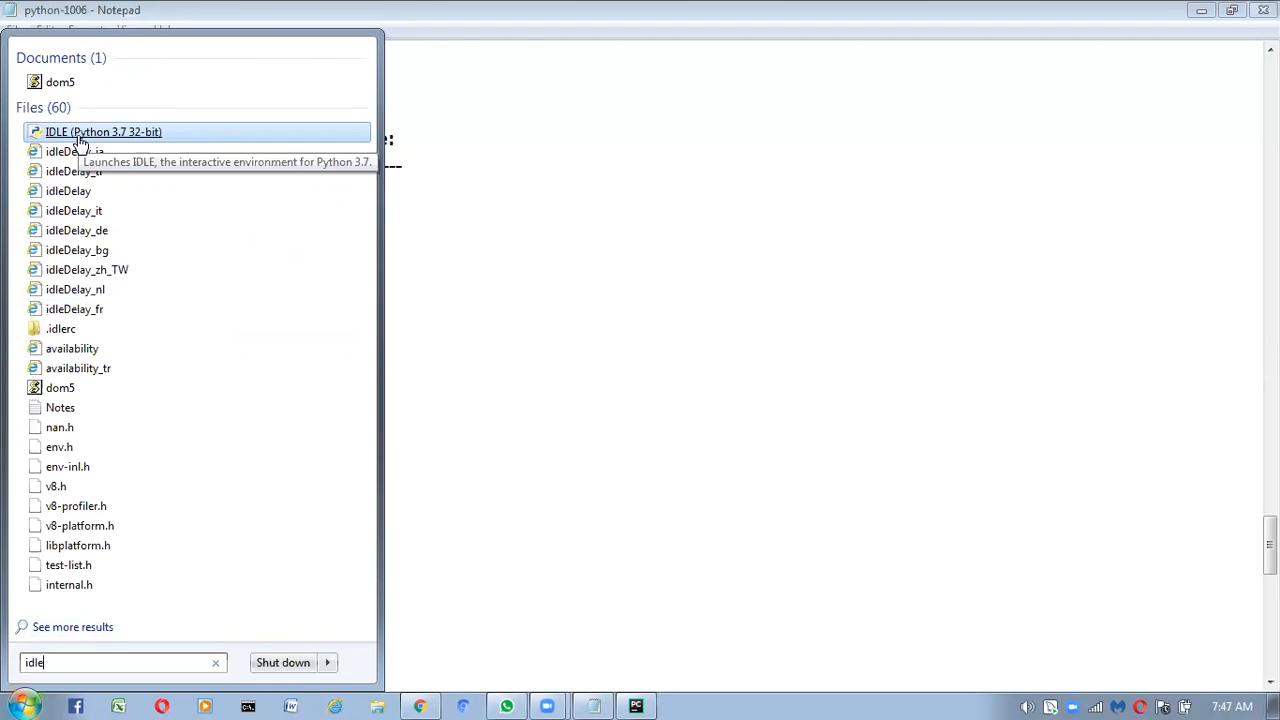 python-1006 - Notepad
Documents (1)
dom5
Files (60)
IDLE (Python 3.7 32-bit)
e:
Launches IDLE, the interactive environment for Python 3.7.
---
idleDelay
idleDelay_it
idleDelay_de
idleDelay_bg
idleDelay_zh_TW
idleDelay_nl
idleDelay_fr
.idlerc
availability
availability_tr
dom5
Notes
nan.h
env.h
env-inl.h
v8.h
v8-profiler.h
v8-platform.h
libplatform.h
test-list.h
internal.h
See more results
idle
Shut down
7:47 AM